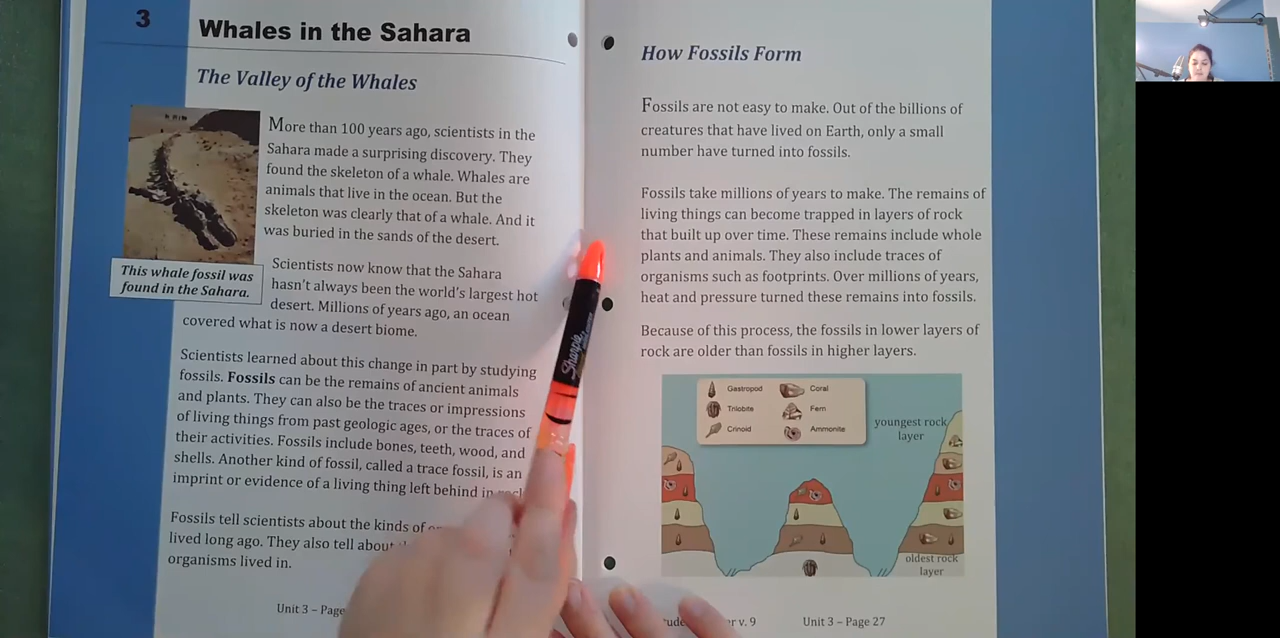 3
Whales in the Sahara
The Valley of the Whales
More than 100 years ago, scientists in the
Sahara made a surprising discovery. They
found the skeleton of a whale. Whales are
animals that live in the ocean. But the
skeleton was clearly that of a whale. And it
was buried in the sands of the desert.
This whale fossil was
found in the Sahara.
Scientists now know that the Sahara
hasn't always been the world's largest hot
desert. Millions of years ago, an ocean
covered what is now a desert biome.
Scientists learned about this change in part by studying
fossils. Fossils can be the remains of ancient animals
and plants. They can also be the traces or impressions
of living things from past geologic ages, or the traces of
their activities. Fossils include bones, teeth, wood, and
shells. Another kind of fossil, called a trace fossil, is an
imprint or evidence of a living thing left behind in
Fossils tell scientists about the kinds of
lived long ago. They also tell about
organisms lived in.
Unit 3 – Page
How Fossils Form
Fossils are not easy to make. Out of the billions of
creatures that have lived on Earth, only a small
number have turned into fossils.
Fossils take millions of years to make. The remains of
living things can become trapped in layers of rock
that built up over time. These remains include whole
plants and animals. They also include traces of
organisms such as footprints. Over millions of years,
heat and pressure turned these remains into fossils.
Because of this process, the fossils in lower layers of
rock are older than fossils in higher layers.
Gastropod Coral
Trilobite Fern
Crinoid Ammonite
youngest rock
layer
oldest rock
layer
v. 9 Unit 3 – Page 27
Sharpie